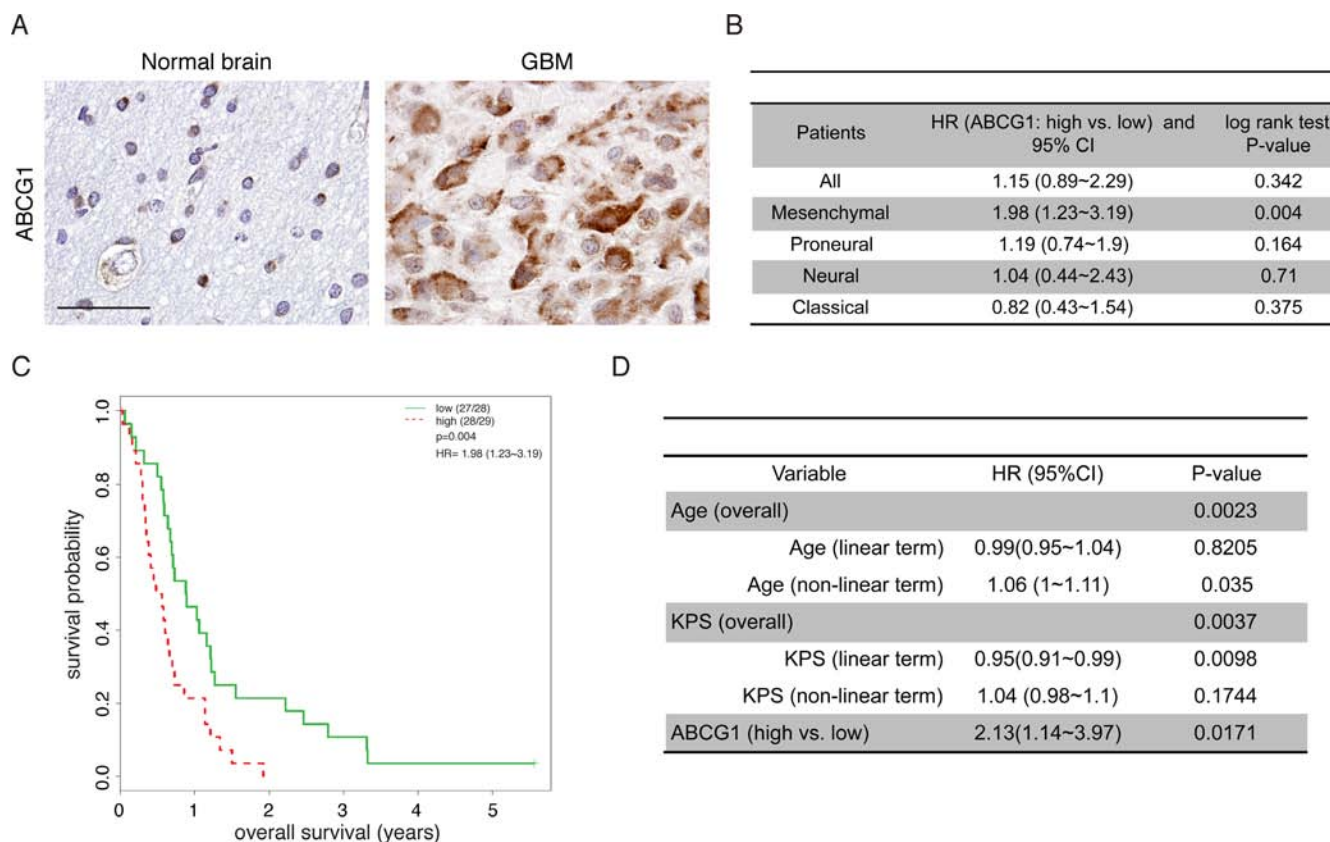 A
Normal brain
GBM
ABCG1
B
Patients HR (ABCG1: high vs. low) and 95% CI log rank test P-value
All 1.15 (0.89~2.29) 0.342
Mesenchymal 1.98 (1.23~3.19) 0.004
Proneural 1.19 (0.74~1.9) 0.164
Neural 1.04 (0.44~2.43) 0.71
Classical 0.82 (0.43~1.54) 0.375
C
low (27/28)
high (28/29)
p=0.004
HR= 1.98 (1.23~3.19)
survival probability
1.0
0.8
0.6
0.4
0.2
0.0
0 1 2 3 4 5
overall survival (years)
D
Variable HR (95%CI) P-value
Age (overall) 0.0023
Age (linear term) 0.99(0.95~1.04) 0.8205
Age (non-linear term) 1.06 (1~1.11) 0.035
KPS (overall) 0.0037
KPS (linear term) 0.95(0.91~0.99) 0.0098
KPS (non-linear term) 1.04 (0.98~1.1) 0.1744
ABCG1 (high vs. low) 2.13(1.14~3.97) 0.0171